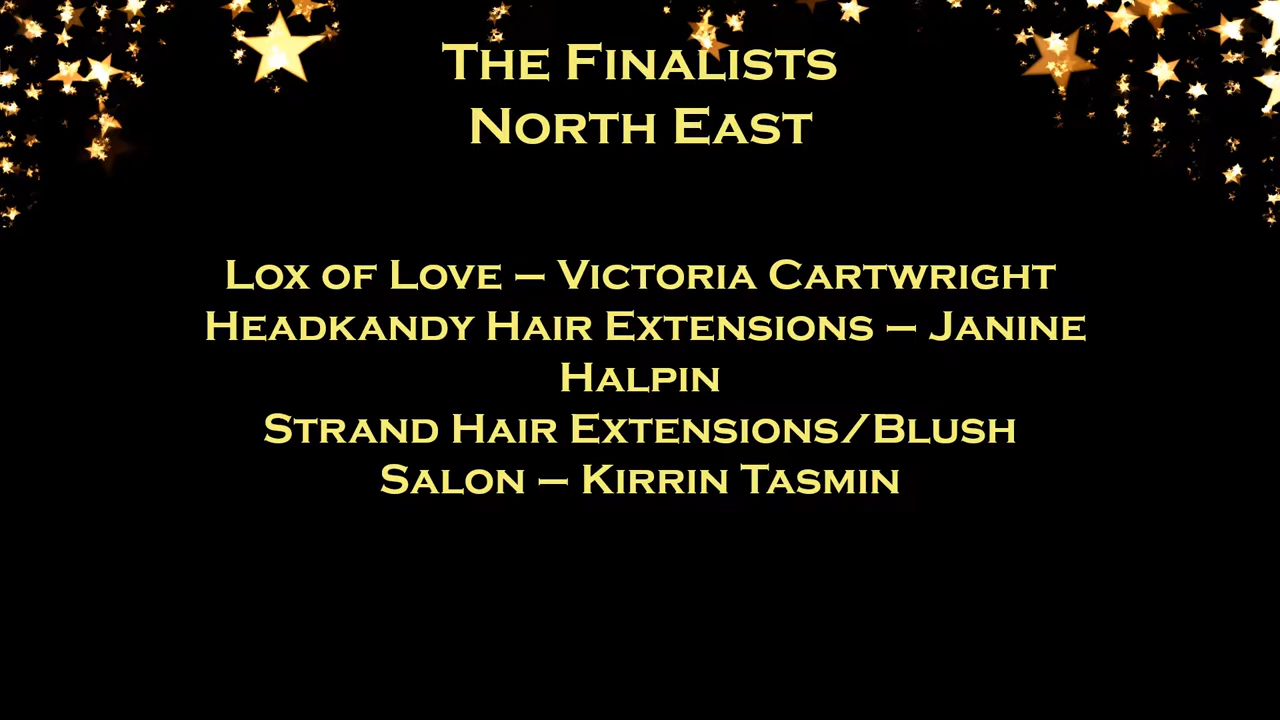 The Finalists
North East
Lox of Love – Victoria Cartwright
Headkandy Hair Extensions – Janine
Halpin
Strand Hair Extensions/Blush
Salon – Kirrin Tasmin